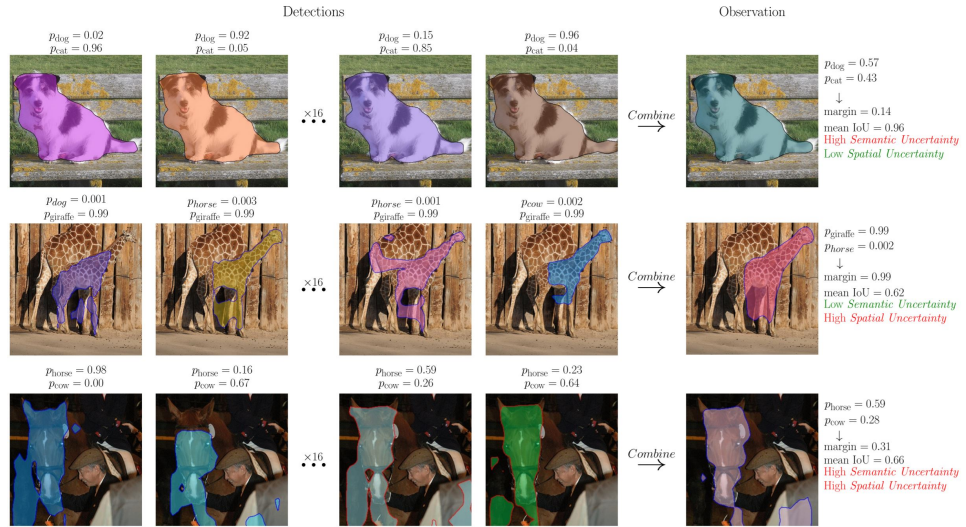 Detections
Observation
p_dog = 0.02
p_cat = 0.96
p_dog = 0.92
p_cat = 0.05
×16
p_dog = 0.15
p_cat = 0.85
p_dog = 0.96
p_cat = 0.04
Combine
p_dog = 0.57
p_cat = 0.43
↓
margin = 0.14
mean IoU = 0.96
High Semantic Uncertainty
Low Spatial Uncertainty
p_dog = 0.001
p_giraffe = 0.99
p_horse = 0.003
p_giraffe = 0.99
×16
p_horse = 0.001
p_giraffe = 0.99
p_cow = 0.002
p_giraffe = 0.99
Combine
p_giraffe = 0.99
p_horse = 0.002
↓
margin = 0.99
mean IoU = 0.62
Low Semantic Uncertainty
High Spatial Uncertainty
p_horse = 0.98
p_cow = 0.00
p_horse = 0.16
p_cow = 0.67
×16
p_horse = 0.59
p_cow = 0.26
p_horse = 0.23
p_cow = 0.64
Combine
p_horse = 0.59
p_cow = 0.28
↓
margin = 0.31
mean IoU = 0.66
High Semantic Uncertainty
High Spatial Uncertainty